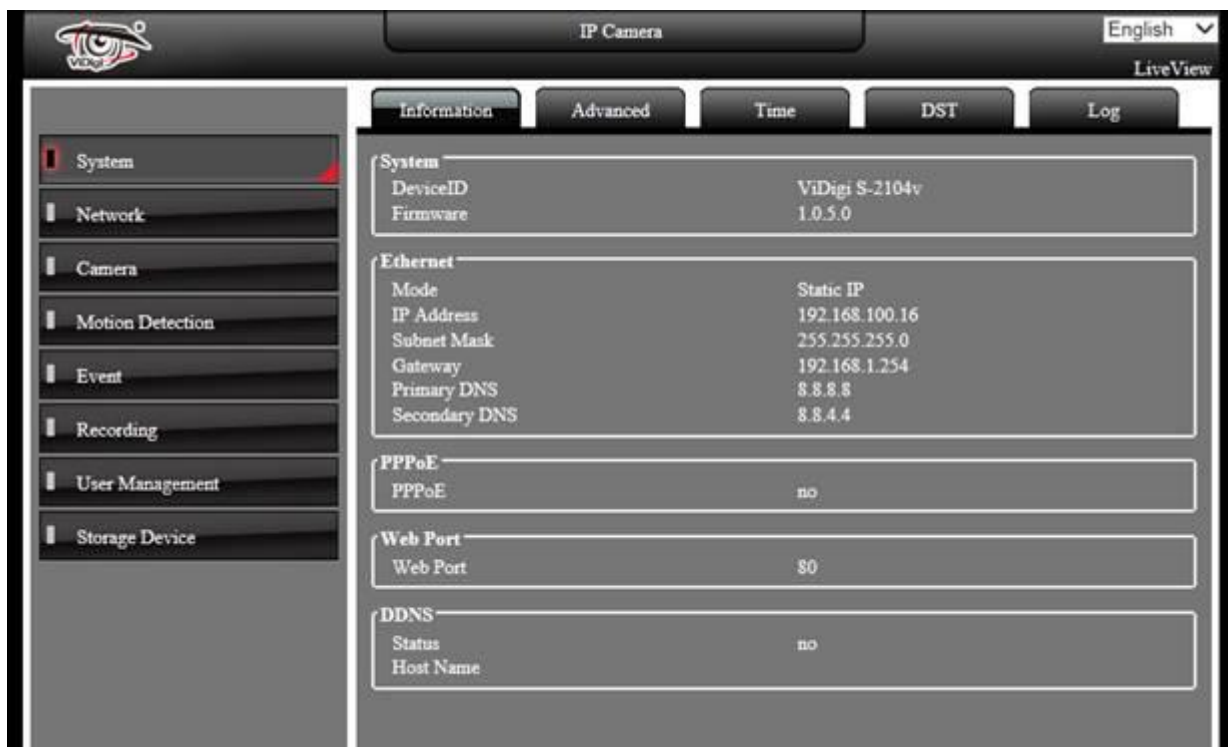 ViDigi
IP Camera
English
LiveView
Information Advanced Time DST Log
System
Network
Camera
Motion Detection
Event
Recording
User Management
Storage Device
System
DeviceID ViDigi S-2104v
Firmware 1.0.5.0
Ethernet
Mode Static IP
IP Address 192.168.100.16
Subnet Mask 255.255.255.0
Gateway 192.168.1.254
Primary DNS 8.8.8.8
Secondary DNS 8.8.4.4
PPPoE
PPPoE no
Web Port
Web Port 80
DDNS
Status no
Host Name